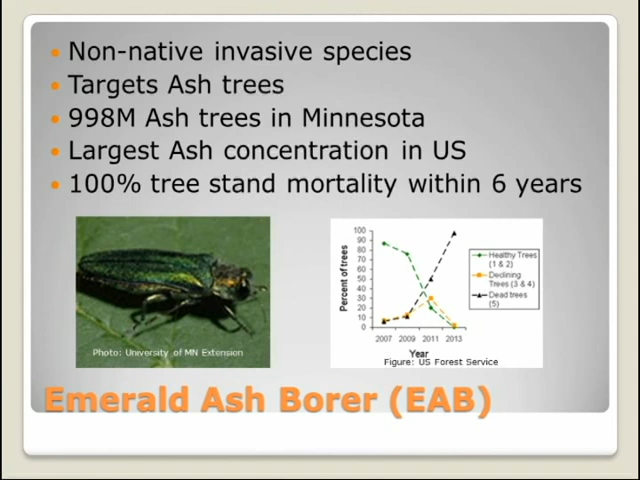 Non-native invasive species
Targets Ash trees
998M Ash trees in Minnesota
Largest Ash concentration in US
100% tree stand mortality within 6 years
Photo: University of MN Extension
Percent of trees
100
90
80
70
60
50
40
30
20
10
0
2007 2009 2011 2013
Year
Healthy Trees
(1 & 2)
Declining
Trees (3 & 4)
Dead trees
(5)
Figure: US Forest Service
Emerald Ash Borer (EAB)